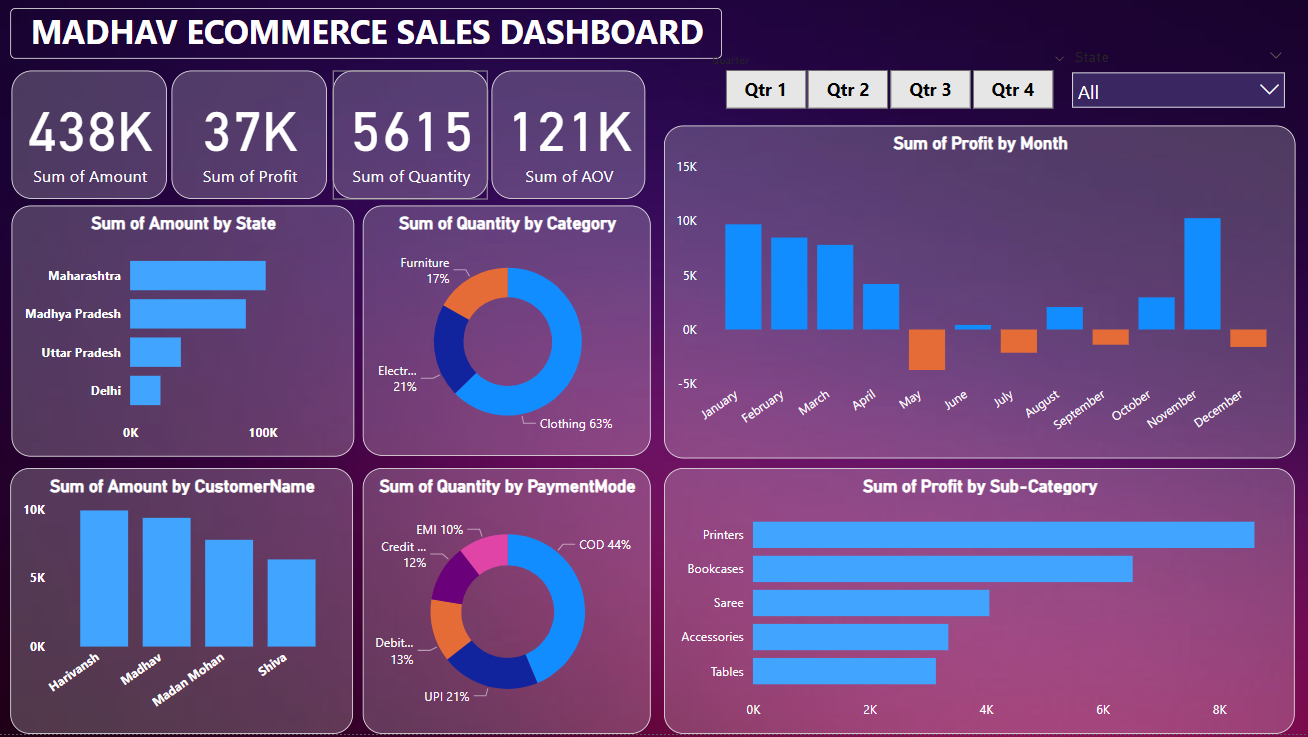 MADHAV ECOMMERCE SALES DASHBOARD
Quarter
State
Qtr 1 Qtr 2 Qtr 3 Qtr 4
All
438K
Sum of Amount
37K
Sum of Profit
5615
Sum of Quantity
121K
Sum of AOV
Sum of Profit by Month
15K
10K
5K
0K
-5K
January February March April May June July August September October November December
Sum of Amount by State
Maharashtra
Madhya Pradesh
Uttar Pradesh
Delhi
0K 100K
Sum of Quantity by Category
Furniture
17%
Electr...
21%
Clothing 63%
Sum of Amount by CustomerName
10K
5K
0K
Harivansh Madhav Madan Mohan Shiva
Sum of Quantity by PaymentMode
EMI 10%
COD 44%
Credit ...
12%
Debit...
13%
UPI 21%
Sum of Profit by Sub-Category
Printers
Bookcases
Saree
Accessories
Tables
0K 2K 4K 6K 8K